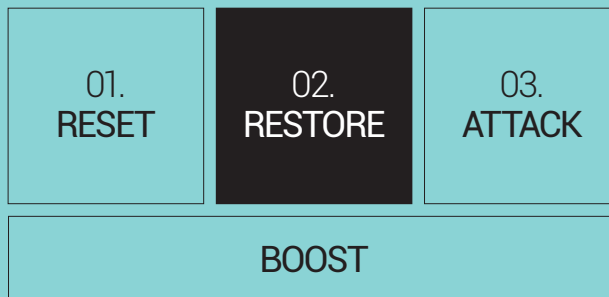 01.
RESET
02.
RESTORE
03.
ATTACK
BOOST